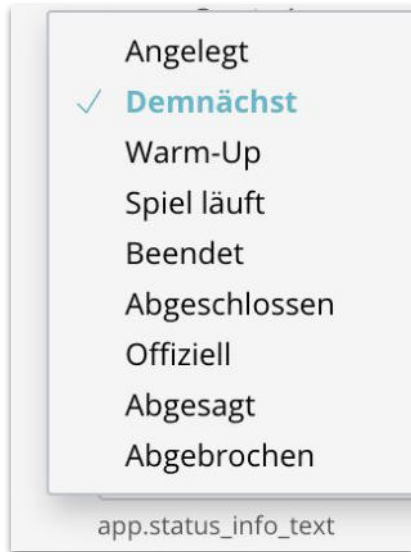 Angelegt
Demnächst
Warm-Up
Spiel läuft
Beendet
Abgeschlossen
Offiziell
Abgesagt
Abgebrochen
app.status_info_text